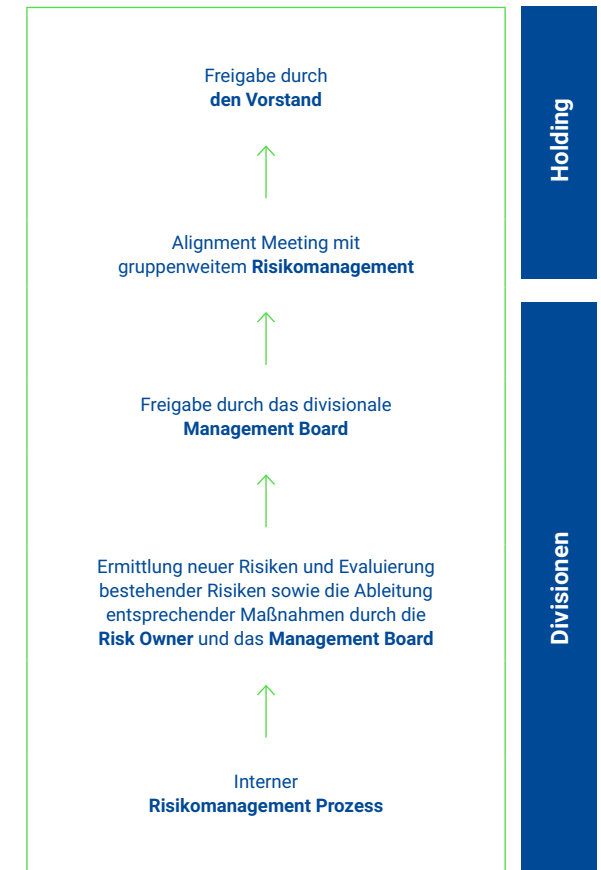 Freigabe durch
den Vorstand
Holding
Alignment Meeting mit
gruppenweitem Risikomanagement
Freigabe durch das divisionale
Management Board
Ermittlung neuer Risiken und Evaluierung
bestehender Risiken sowie die Ableitung
entsprechender Maßnahmen durch die
Risk Owner und das Management Board
Divisionen
Interner
Risikomanagement Prozess